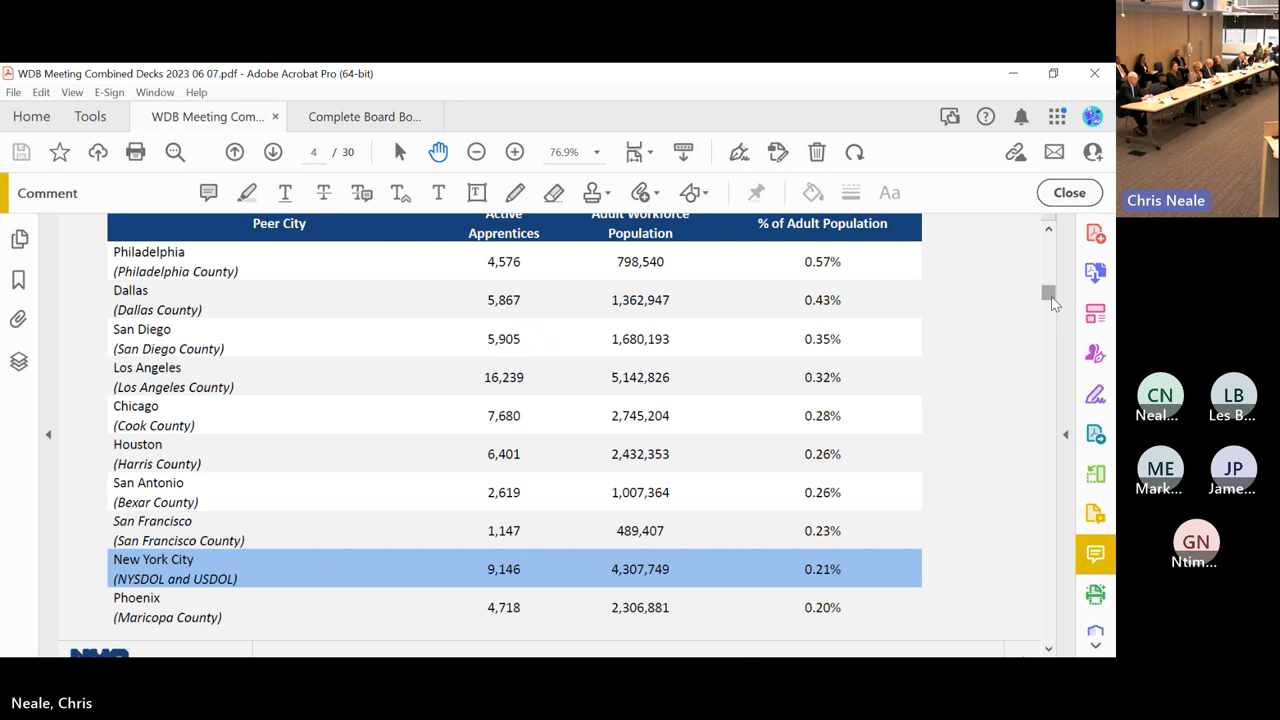 WDB Meeting Combined Decks 2023 06 07.pdf - Adobe Acrobat Pro (64-bit)
File Edit View E-Sign Window Help
Home Tools WDB Meeting Com... × Complete Board Bo...
4 / 30 76.9%
Comment Close
Peer City Active Apprentices Adult Workforce Population % of Adult Population
Philadelphia
(Philadelphia County) 4,576 798,540 0.57%
Dallas
(Dallas County) 5,867 1,362,947 0.43%
San Diego
(San Diego County) 5,905 1,680,193 0.35%
Los Angeles
(Los Angeles County) 16,239 5,142,826 0.32%
Chicago
(Cook County) 7,680 2,745,204 0.28%
Houston
(Harris County) 6,401 2,432,353 0.26%
San Antonio
(Bexar County) 2,619 1,007,364 0.26%
San Francisco
(San Francisco County) 1,147 489,407 0.23%
New York City
(NYSDOL and USDOL) 9,146 4,307,749 0.21%
Phoenix
(Maricopa County) 4,718 2,306,881 0.20%
Chris Neale
CN LB
Neal... Les B...
ME JP
Mark... Jame...
GN
Ntim...
Neale, Chris